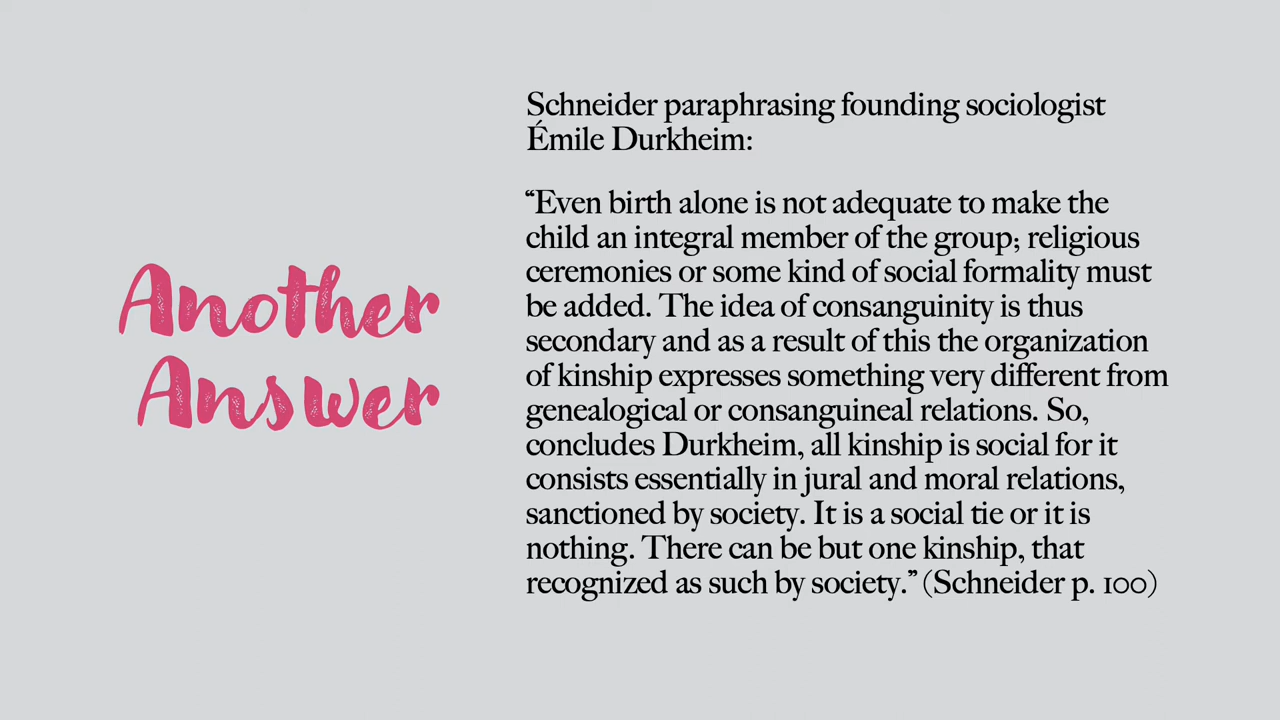 Another
Answer
Schneider paraphrasing founding sociologist
Émile Durkheim:
“Even birth alone is not adequate to make the
child an integral member of the group; religious
ceremonies or some kind of social formality must
be added. The idea of consanguinity is thus
secondary and as a result of this the organization
of kinship expresses something very different from
genealogical or consanguineal relations. So,
concludes Durkheim, all kinship is social for it
consists essentially in jural and moral relations,
sanctioned by society. It is a social tie or it is
nothing. There can be but one kinship, that
recognized as such by society.” (Schneider p. 100)